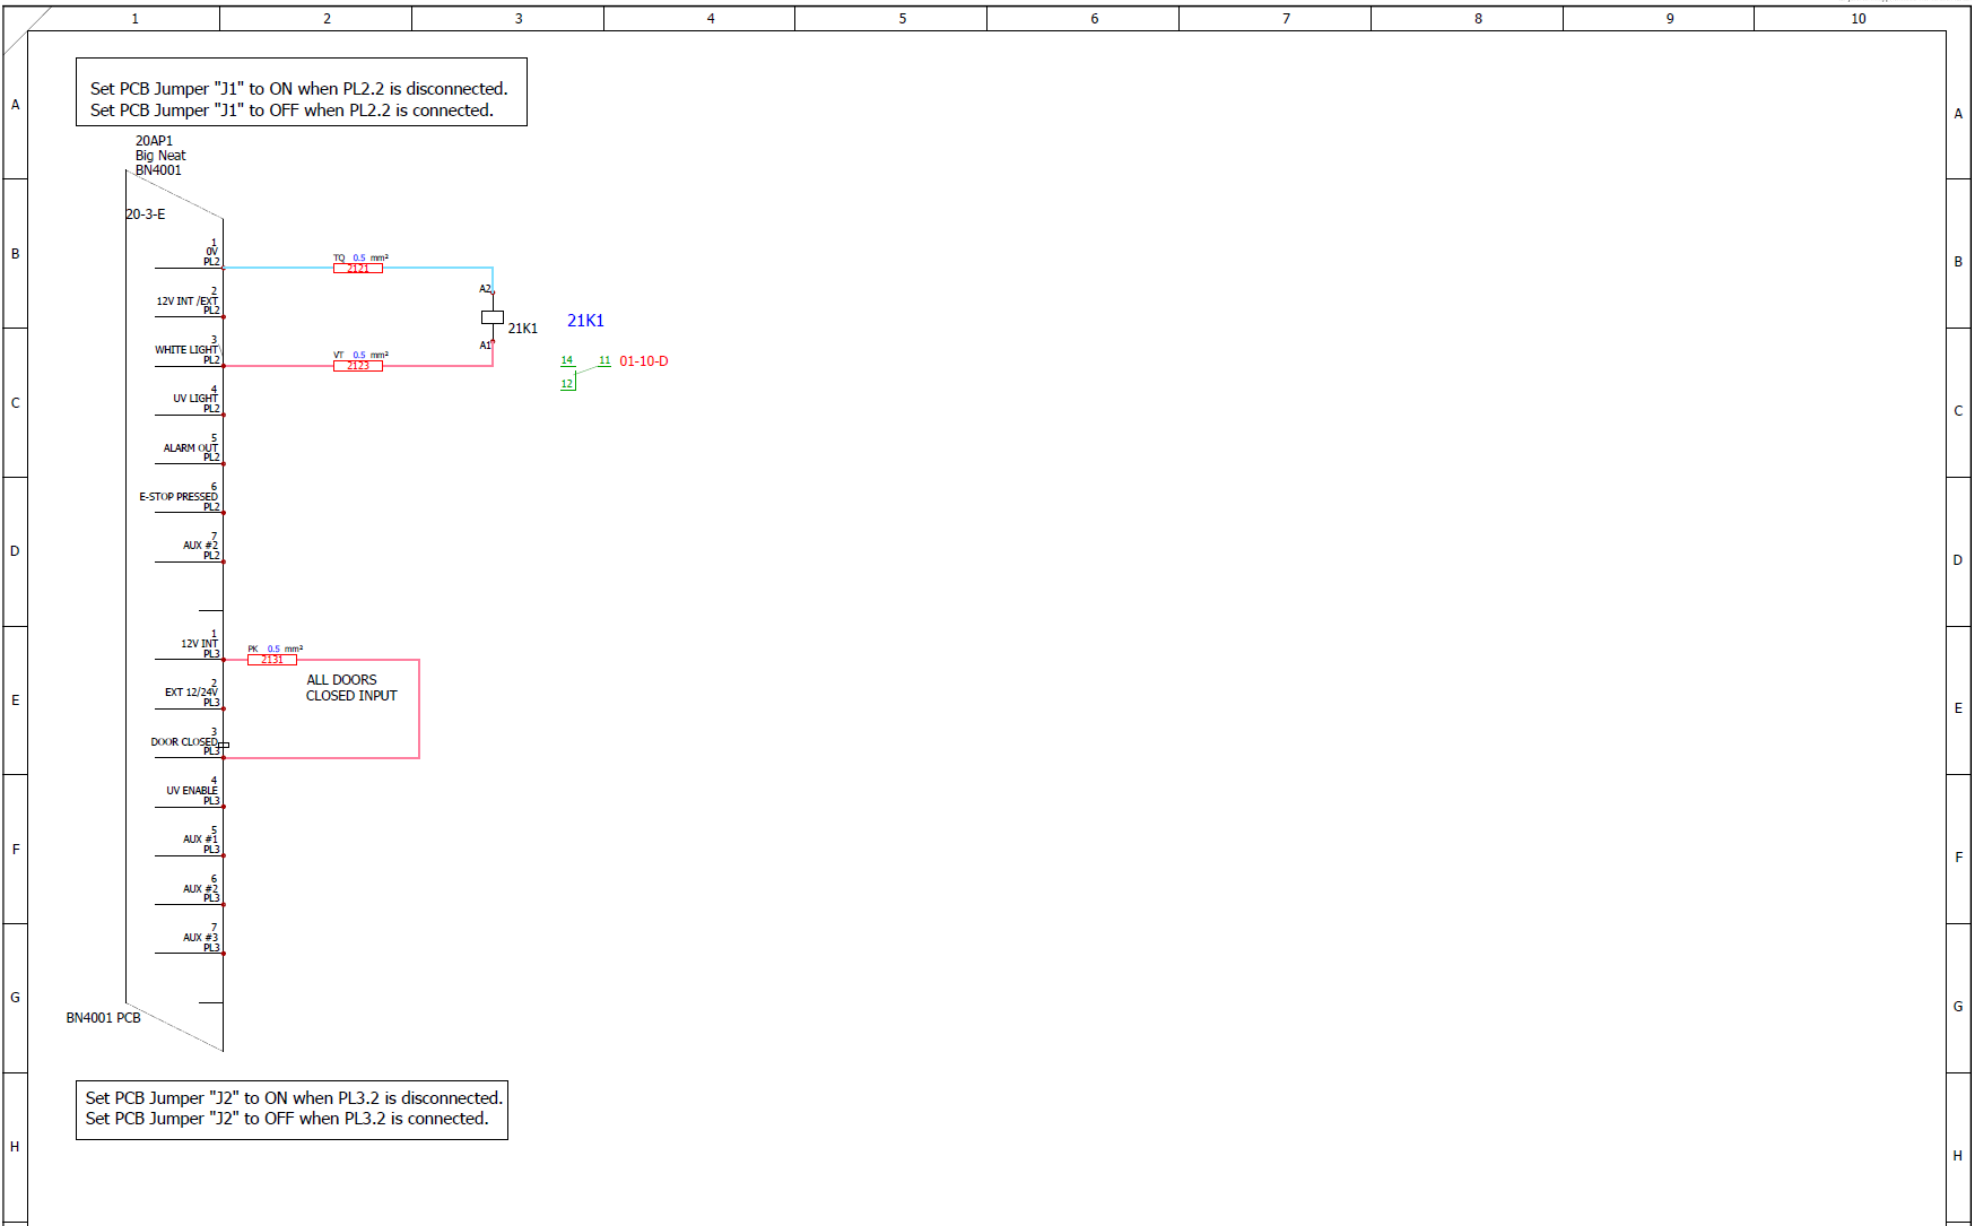 1 2 3 4 5 6 7 8 9 10
A
Set PCB Jumper "J1" to ON when PL2.2 is disconnected.
Set PCB Jumper "J1" to OFF when PL2.2 is connected.
A
20AP1
Big Neat
BN4001
20-3-E
B
B
1
0V
PL2
TQ 0.5 mm²
2121
2
12V INT /EXT
PL2
A2
21K1
21K1
A1
3
WHITE LIGHT
PL2
VT 0.5 mm²
2123
14 11 01-10-D
12
4
UV LIGHT
PL2
C
C
5
ALARM OUT
PL2
6
E-STOP PRESSED
PL2
7
AUX #2
PL2
D
D
1
12V INT
PL3
PK 0.5 mm²
2131
ALL DOORS
CLOSED INPUT
2
EXT 12/24V
PL3
E
E
3
DOOR CLOSED
PL3
4
UV ENABLE
PL3
5
AUX #1
PL3
F
F
6
AUX #2
PL3
7
AUX #3
PL3
G
G
BN4001 PCB
Set PCB Jumper "J2" to ON when PL3.2 is disconnected.
Set PCB Jumper "J2" to OFF when PL3.2 is connected.
H
H